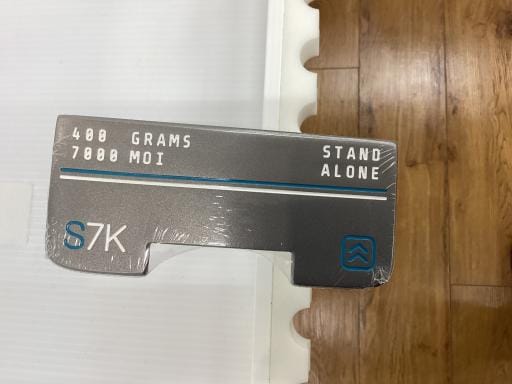 400 GRAMS
7000 MOI
STAND
ALONE
S7K